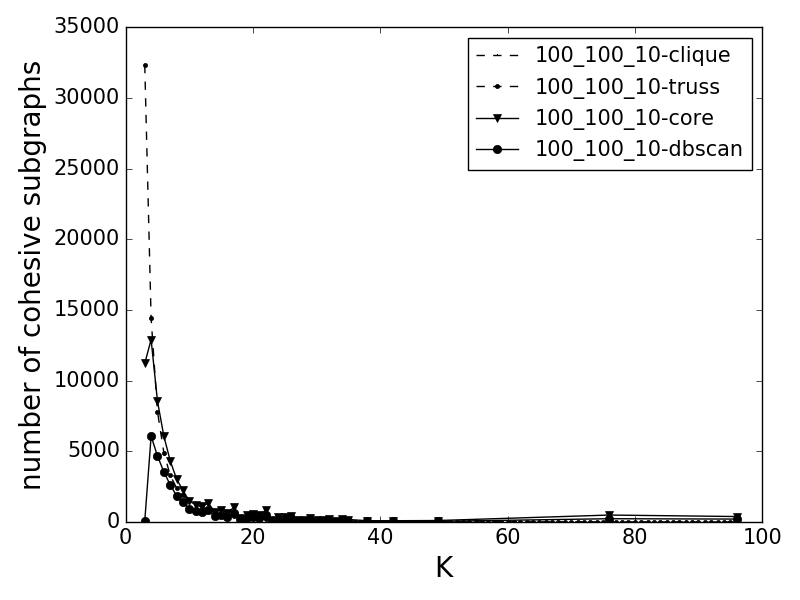 35000
30000
25000
20000
15000
10000
5000
0
number of cohesive subgraphs
100_100_10-clique
100_100_10-truss
100_100_10-core
100_100_10-dbscan
0 20 40 60 80 100
K